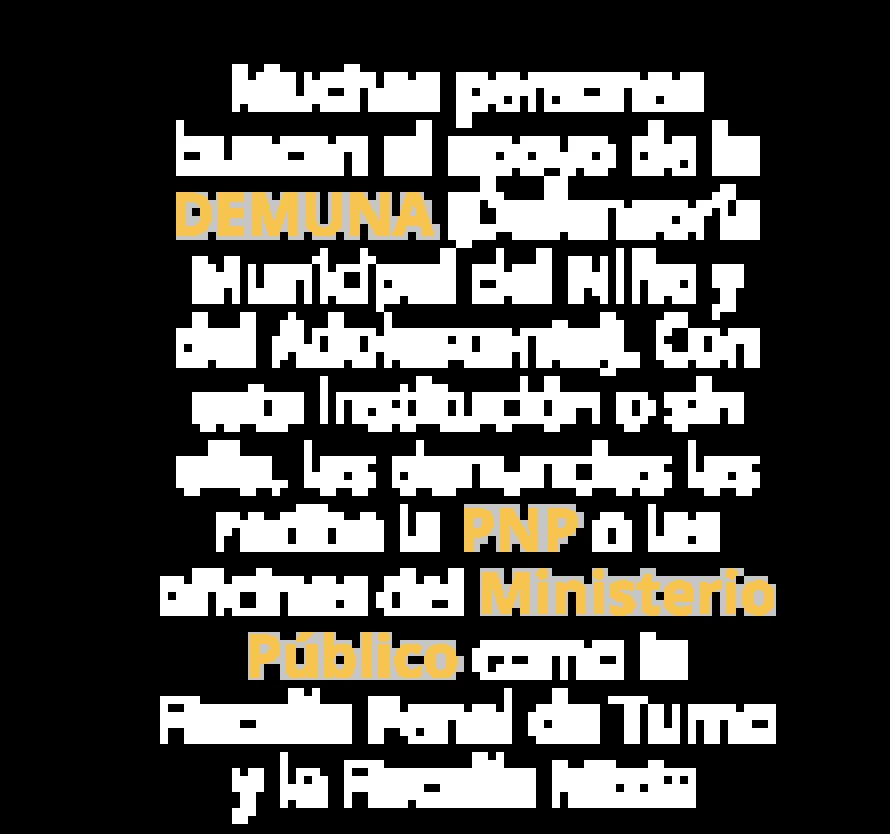 Muchas personas
buscan el apoyo de la
DEMUNA (Defensoría
Municipal del Niño y
del Adolescente). Con
esta institución o sin
ella, las denuncias las
recibe la PNP o las
oficinas del Ministerio
Público como la
Fiscalía Penal de Turno
y la Fiscalía Mixta